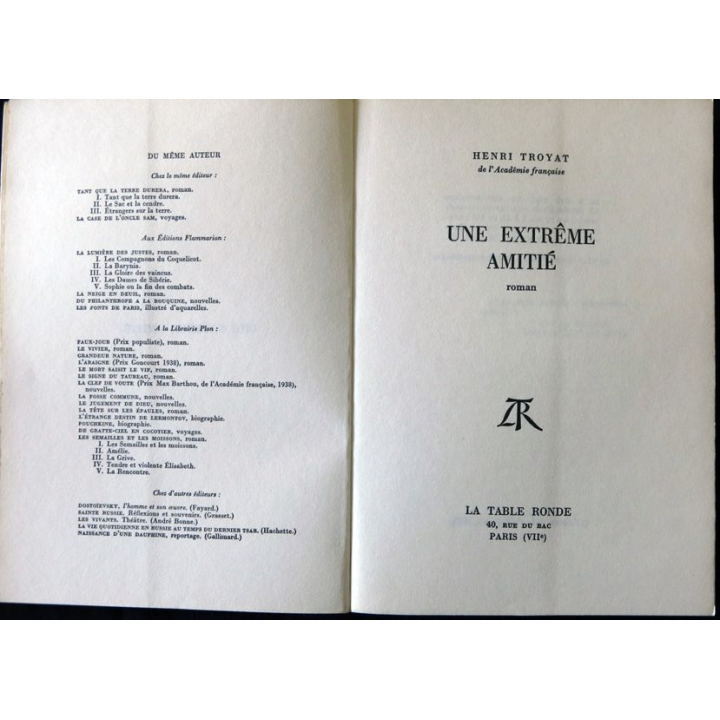 DU MÊME AUTEUR
Chez le même éditeur :
TANT QUE LA TERRE DURERA, roman.
I. Tant que la terre durera.
II. Le Sac et la cendre.
III. Étrangers sur la terre.
LA CASE DE L'ONCLE SAM, voyages.
Aux Éditions Flammarion :
LA LUMIÈRE DES JUSTES, roman.
I. Les Compagnons du Coquelicot.
II. La Barynia.
III. La Gloire des vaincus.
IV. Les Dames de Sibérie.
V. Sophie ou la fin des combats.
LA NEIGE EN DEUIL, roman.
DU PHILANTHROPE A LA ROUQUINE, nouvelles.
LES PONTS DE PARIS, illustré d'aquarelles.
A la Librairie Plon :
FAUX-JOUR (Prix populiste), roman.
LE VIVIER, roman.
GRANDEUR NATURE, roman.
L'ARAIGNE (Prix Goncourt 1938), roman.
LE MORT SAISIT LE VIF, roman.
LE SIGNE DU TAUREAU, roman.
LA CLEF DE VOUTE (Prix Max Barthou, de l'Académie française, 1938),
nouvelles.
LA FOSSE COMMUNE, nouvelles.
LE JUGEMENT DE DIEU, nouvelles.
LA TÊTE SUR LES ÉPAULES, roman.
L'ÉTRANGE DESTIN DE LERMONTOV, biographie.
POUCHKINE, biographie.
DE GRATTE-CIEL EN COCOTIER, voyages.
LES SEMAILLES ET LES MOISSONS, roman.
I. Les Semailles et les moissons.
II. Amélie.
III. La Grive.
IV. Tendre et violente Élisabeth.
V. La Rencontre.
Chez d'autres éditeurs :
DOSTOÏEVSKY, l'homme et son œuvre. (Fayard.)
SAINTE RUSSIE. Réflexions et souvenirs. (Grasset.)
LES VIVANTS. Théâtre. (André Bonne.)
LA VIE QUOTIDIENNE EN RUSSIE AU TEMPS DU DERNIER TSAR. (Hachette.)
NAISSANCE D'UNE DAUPHINE, reportage. (Gallimard.)
HENRI TROYAT
de l'Académie française
UNE EXTRÊME
AMITIÉ
roman
LTR
LA TABLE RONDE
40, RUE DU BAC
PARIS (VIIe)